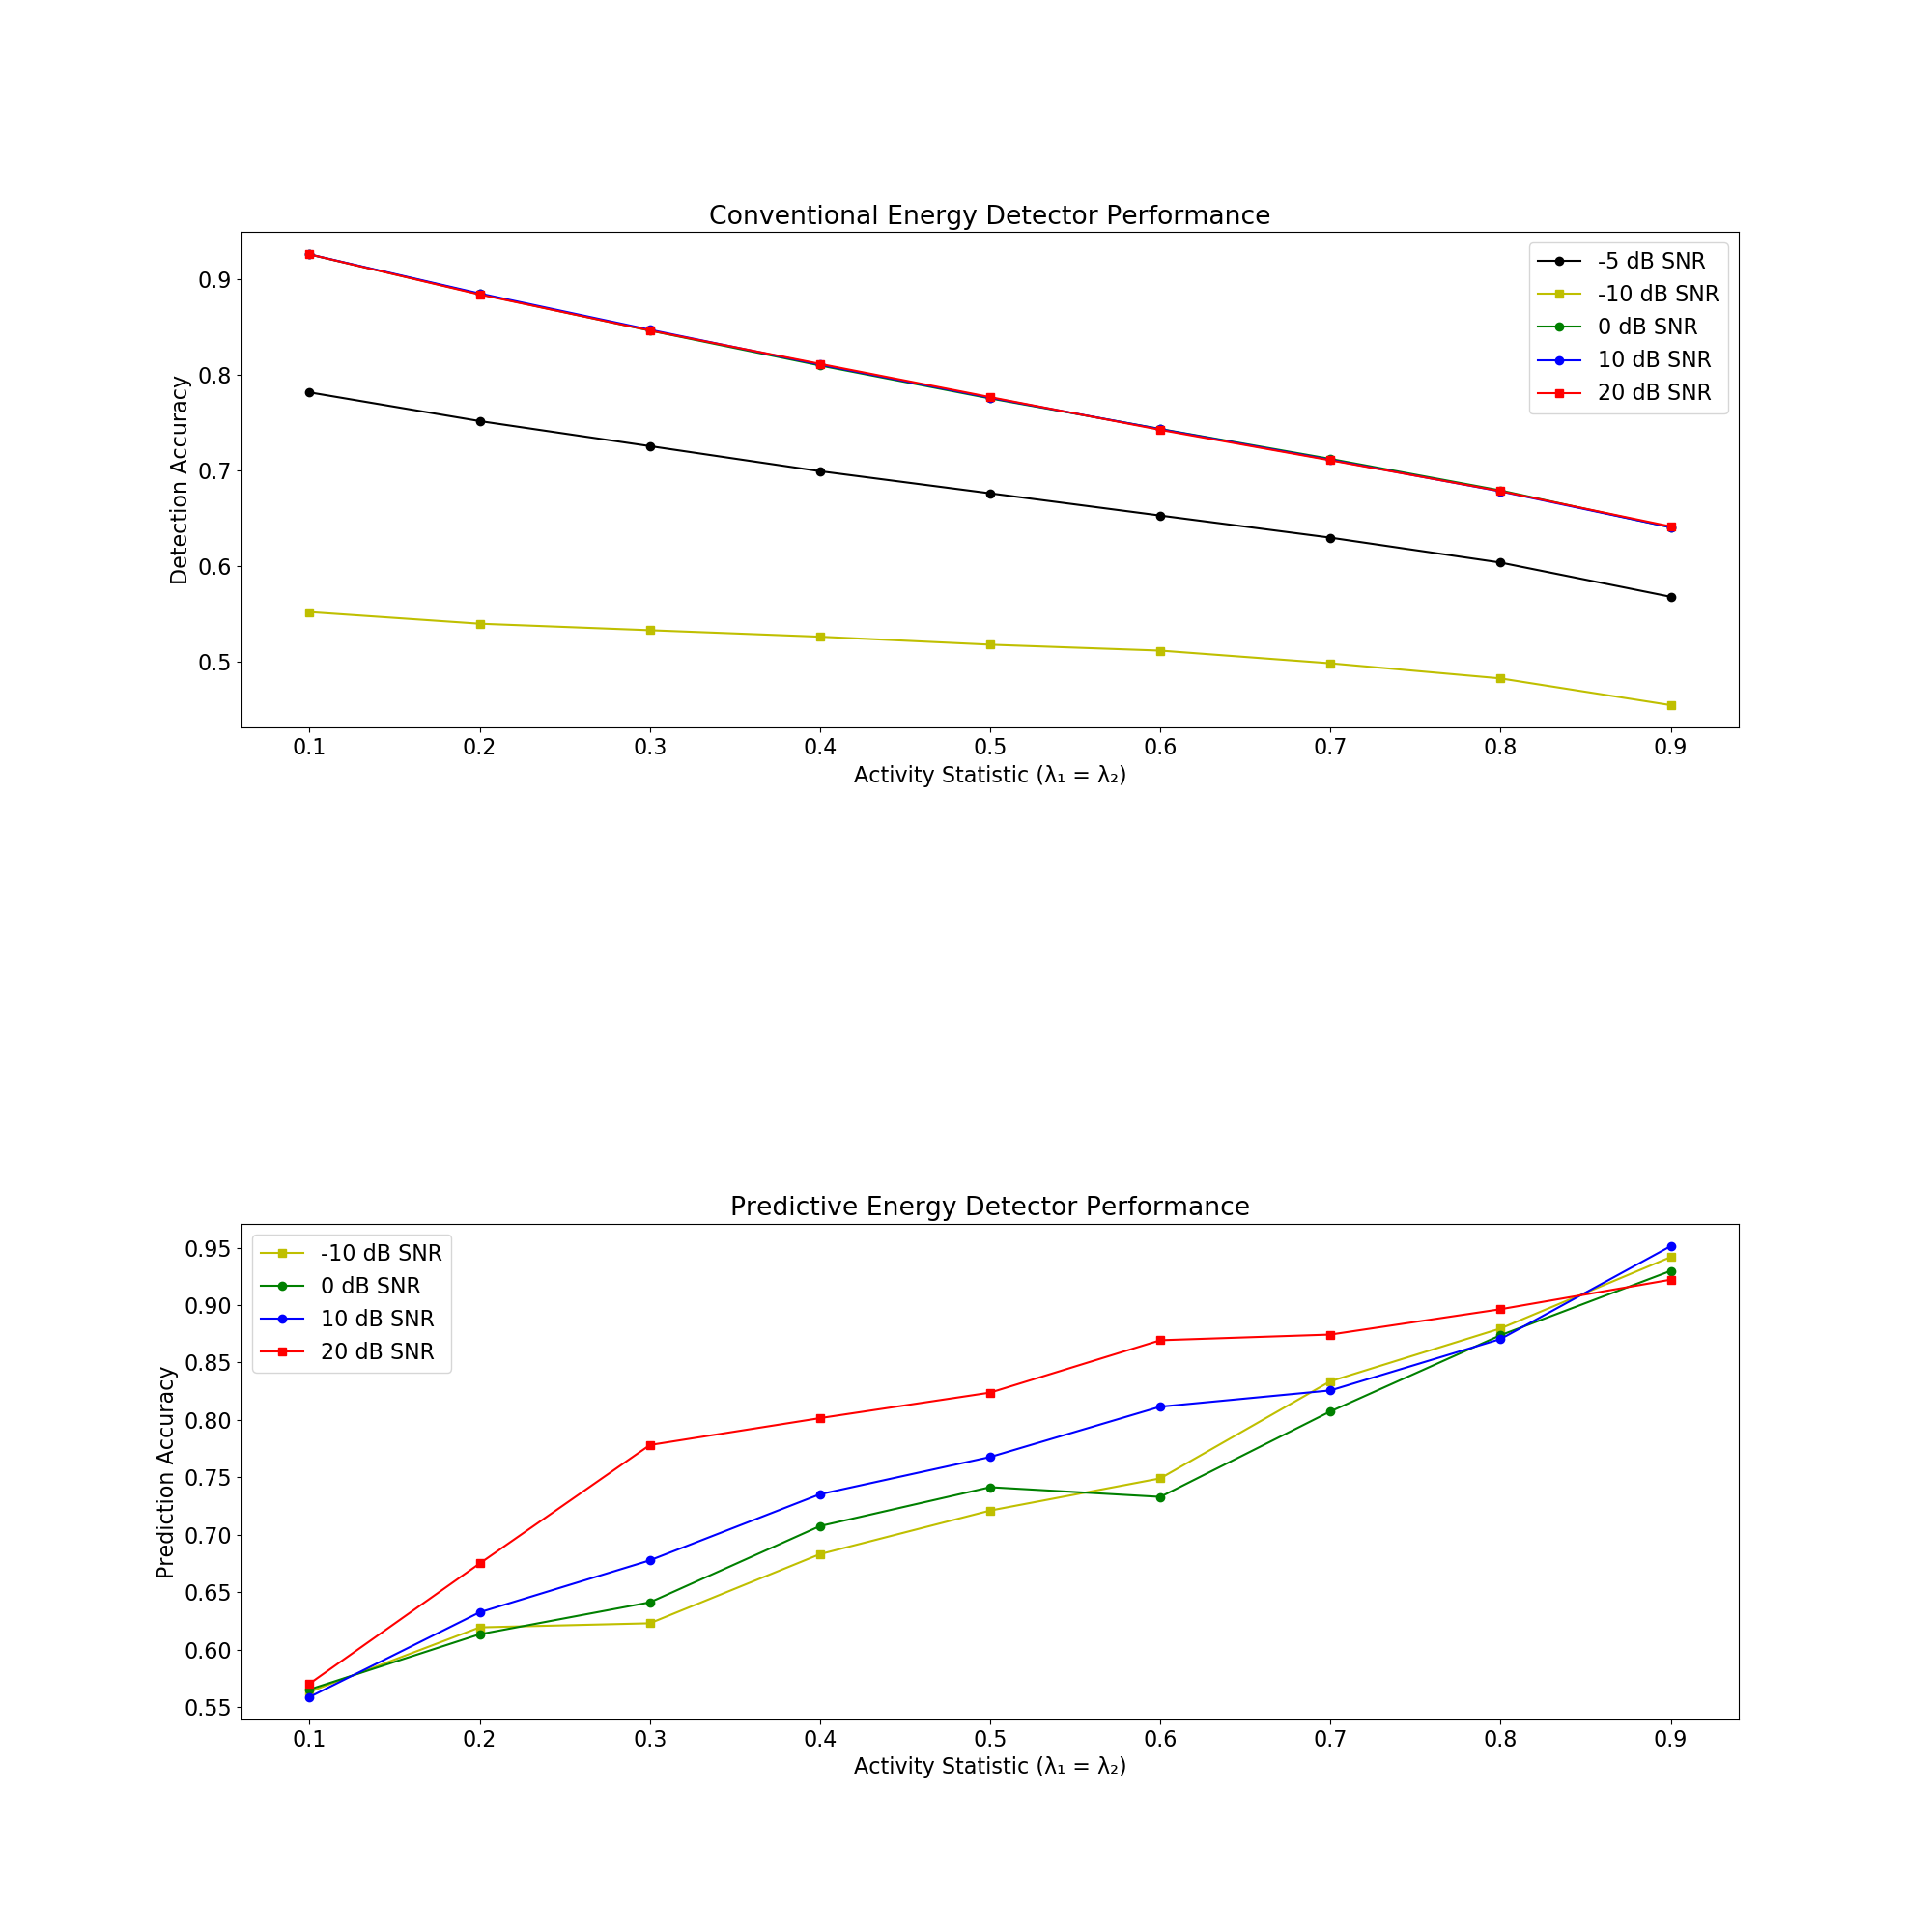 Conventional Energy Detector Performance
Detection Accuracy
0.9
0.8
0.7
0.6
0.5
-5 dB SNR
-10 dB SNR
0 dB SNR
10 dB SNR
20 dB SNR
0.1 0.2 0.3 0.4 0.5 0.6 0.7 0.8 0.9
Activity Statistic (λ₁ = λ₂)
Predictive Energy Detector Performance
Prediction Accuracy
0.95
0.90
0.85
0.80
0.75
0.70
0.65
0.60
0.55
-10 dB SNR
0 dB SNR
10 dB SNR
20 dB SNR
0.1 0.2 0.3 0.4 0.5 0.6 0.7 0.8 0.9
Activity Statistic (λ₁ = λ₂)